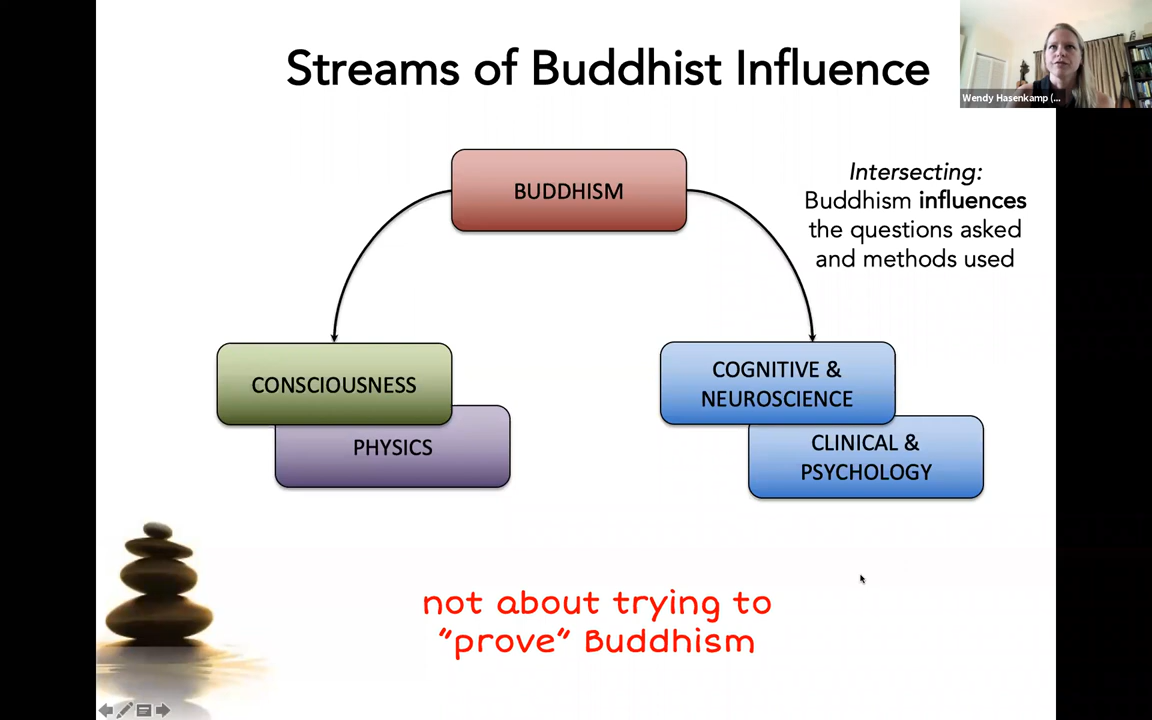 Streams of Buddhist Influence
Wendy Hasenkamp (...
BUDDHISM
Intersecting:
Buddhism influences
the questions asked
and methods used
CONSCIOUSNESS
PHYSICS
COGNITIVE &
NEUROSCIENCE
CLINICAL &
PSYCHOLOGY
not about trying to
"prove" Buddhism